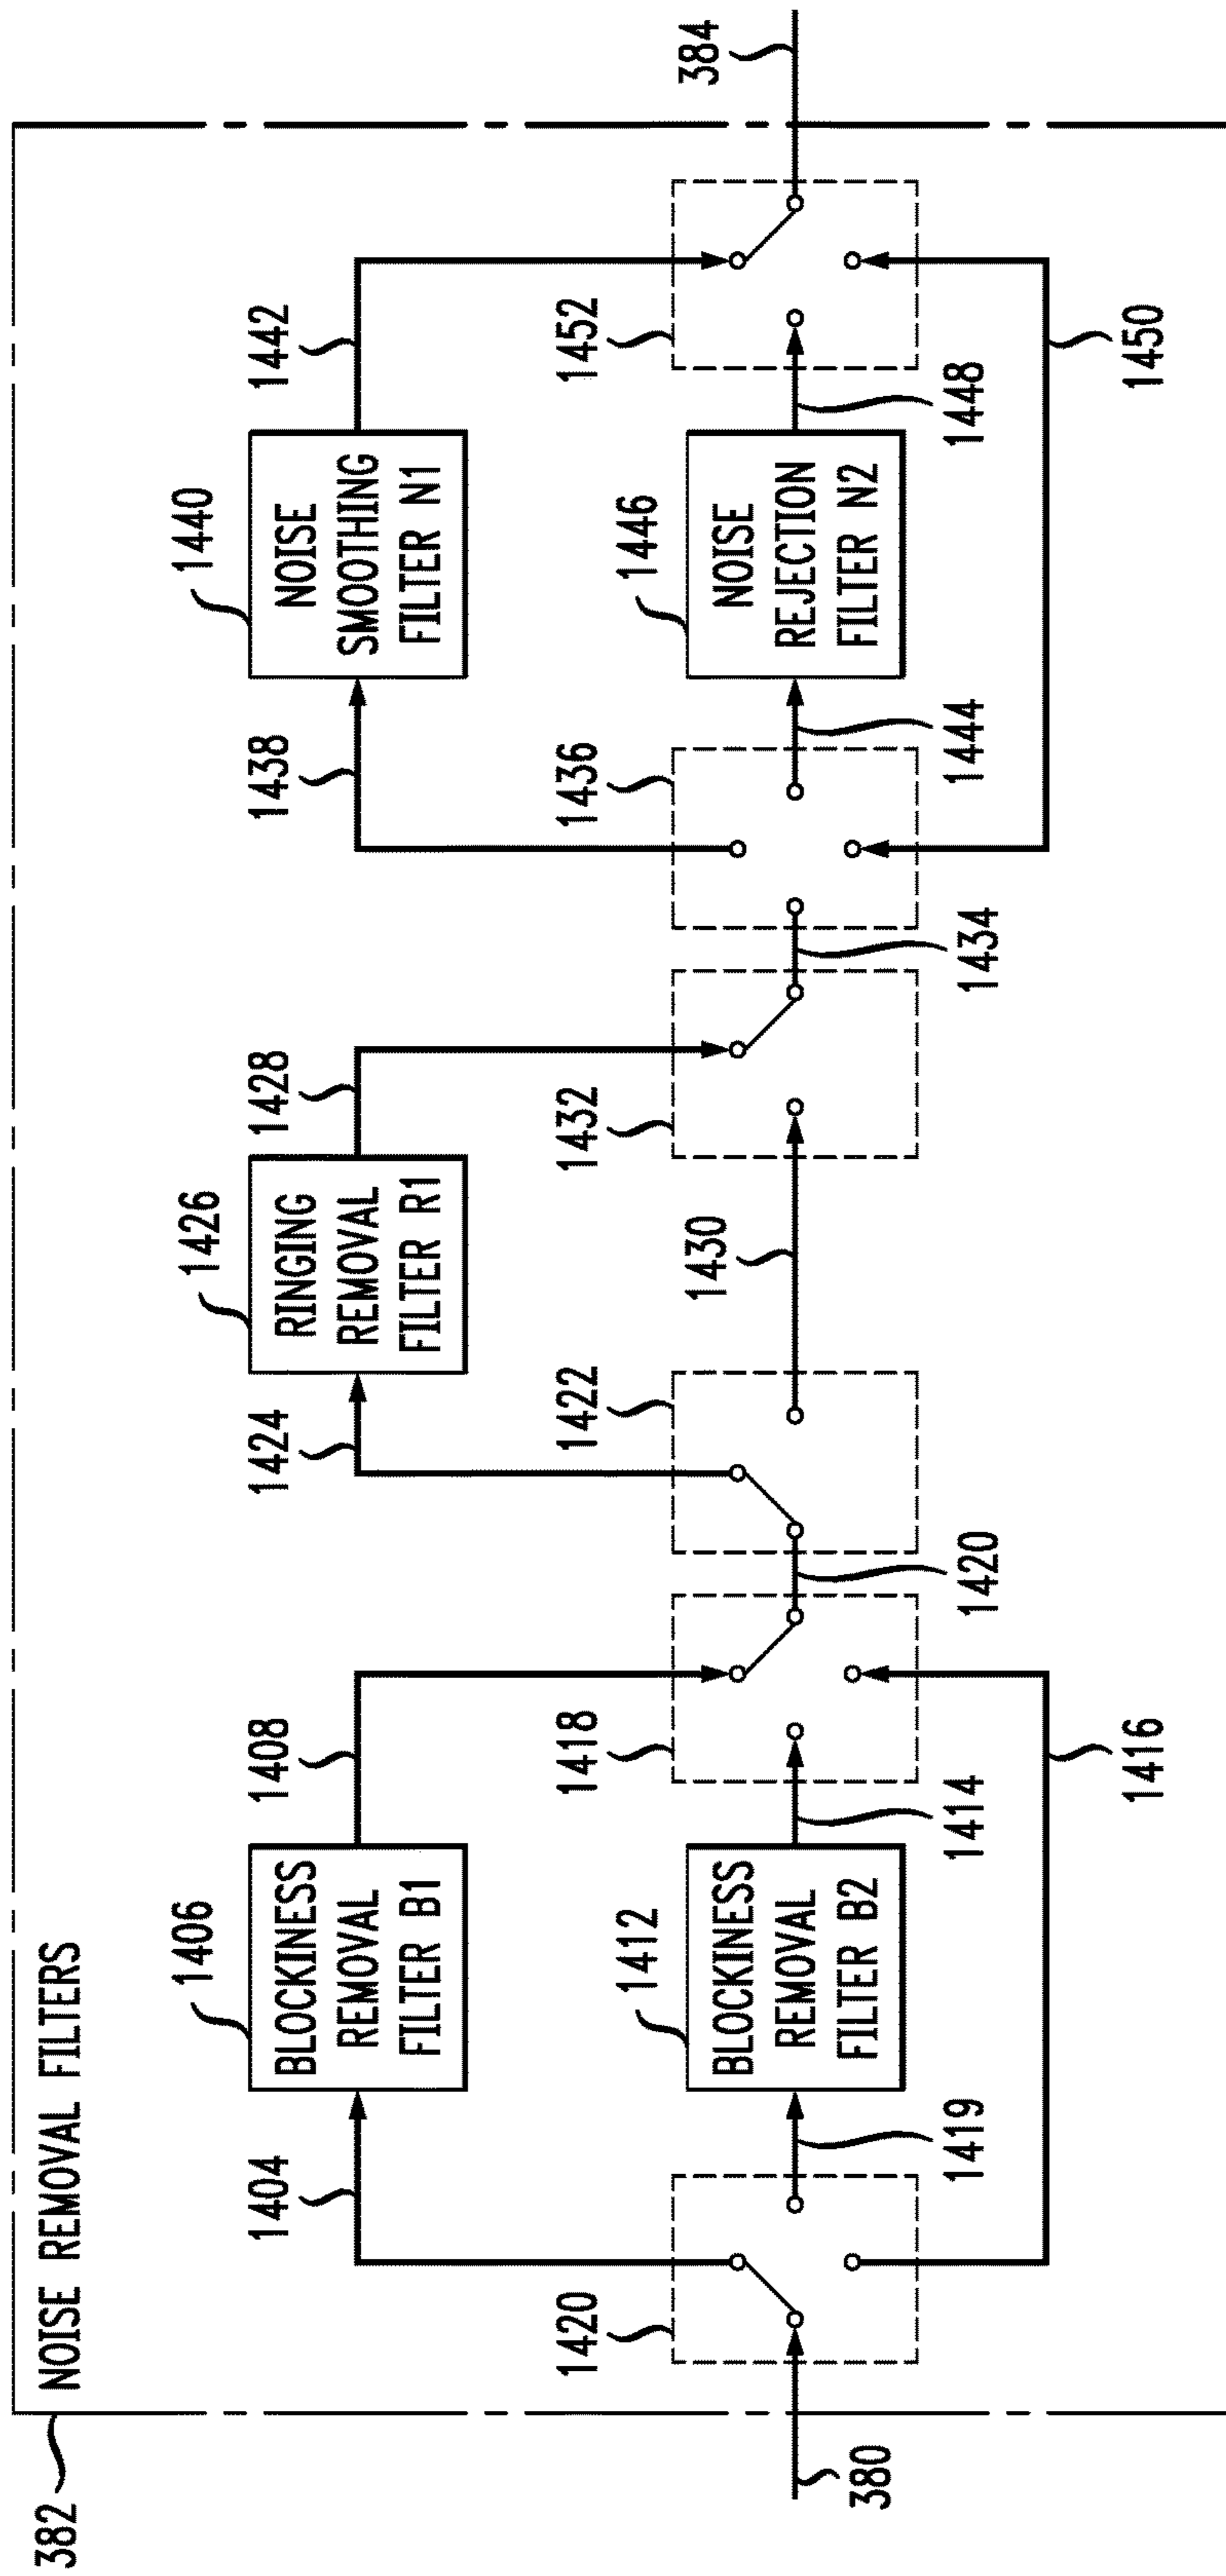 382
NOISE REMOVAL FILTERS
1404
1406
BLOCKINESS
REMOVAL
FILTER B1
1408
1424
1426
RINGING
REMOVAL
FILTER R1
1428
1438
1440
NOISE
SMOOTHING
FILTER N1
1442
1420
1412
BLOCKINESS
REMOVAL
FILTER B2
1418
1422
1430
1432
1436
1446
NOISE
REJECTION
FILTER N2
1452
384
380
1419
1414
1420
1434
1444
1448
1416
1450